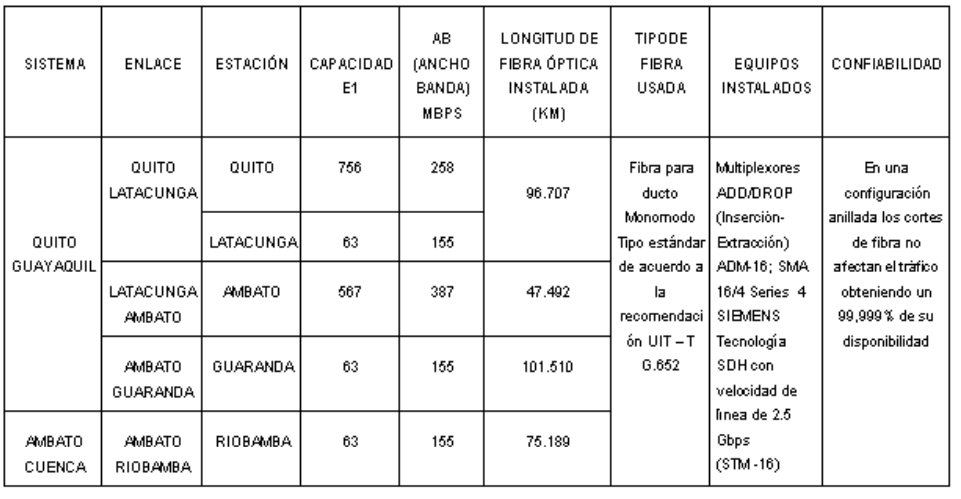 SISTEMA ENLACE ESTACIÓN CAPACIDAD E1 AB (ANCHO BANDA) MBPS LONGITUD DE FIBRA ÓPTICA INSTALADA (KM) TIPODE FIBRA USADA EQUIPOS INSTALADOS CONFIABILIDAD
QUITO GUAYAQUIL
QUITO LATACUNGA
QUITO 756 258 96.707
LATACUNGA 63 155
LATACUNGA AMBATO
AMBATO 567 387 47.492
AMBATO GUARANDA
GUARANDA 63 155 101.510
AMBATO CUENCA
AMBATO RIOBAMBA
RIOBAMBA 63 155 75.189
Fibra para
ducto
Monomodo
Tipo estándar
de acuerdo a
la
recomendaci
ón UIT – T
G.652
Multiplexores
ADD/DROP
(Inserción-
Extracción)
ADM-16; SMA
16/4 Series 4
SIEMENS
Tecnología
SDH con
velocidad de
línea de 2.5
Gbps
(STM -16)
En una
configuración
anillada los cortes
de fibra no
afectan el tráfico
obteniendo un
99,999% de su
disponibilidad